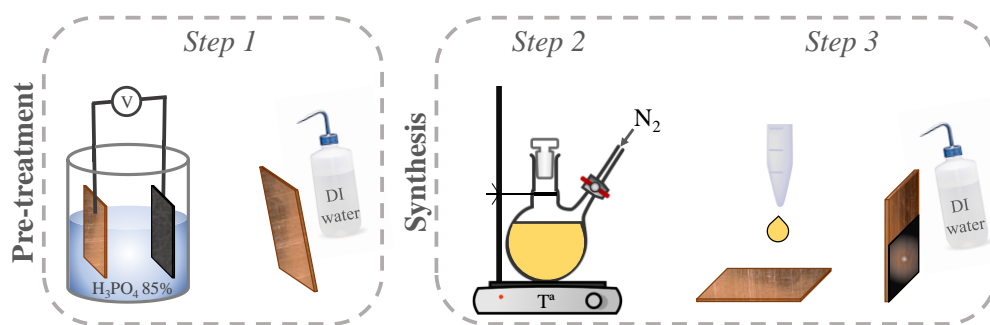 Step 1
Pre-treatment
V
DI
water
H₃PO₄ 85%
Step 2
Step 3
Synthesis
N₂
Tª
DI
water